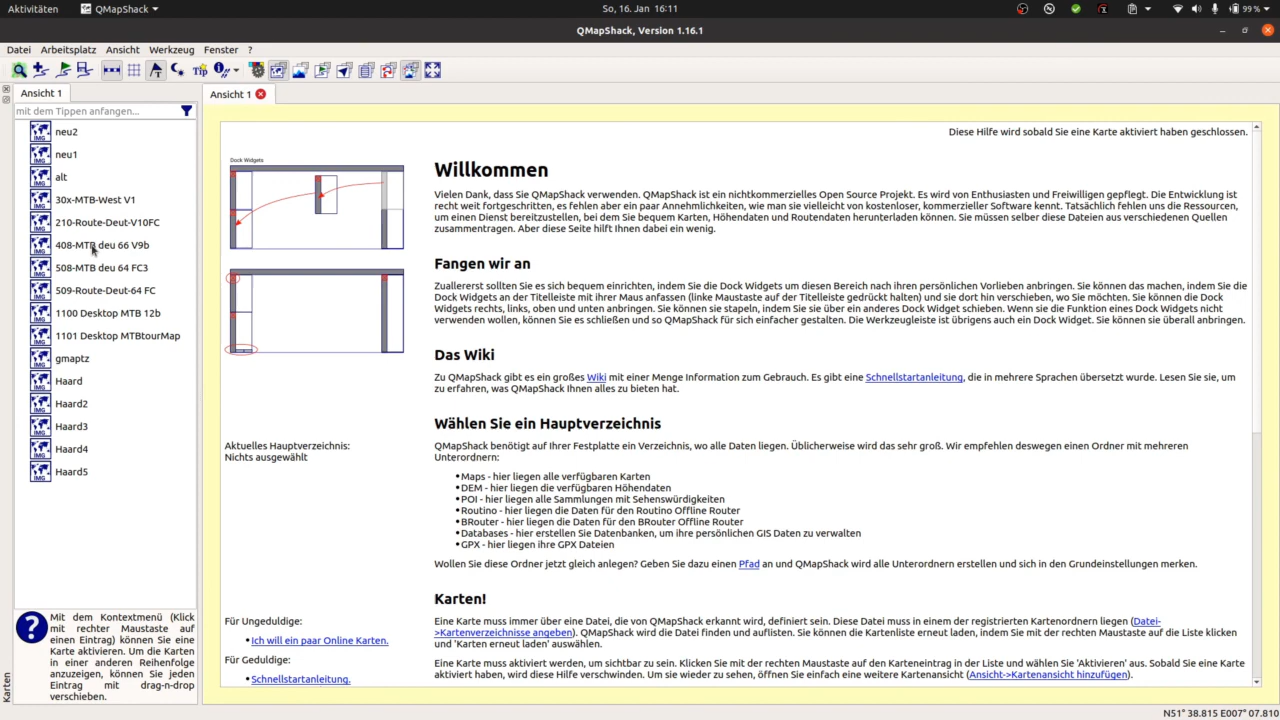 Aktivitäten QMapShack So, 16. Jan 16:11 99 %
QMapShack, Version 1.16.1
Datei Arbeitsplatz Ansicht Werkzeug Fenster ?
Tip
Ansicht 1
Ansicht 1
mit dem Tippen anfangen...
IMG neu2
IMG neu1
IMG alt
IMG 30x-MTB-West V1
IMG 210-Route-Deut-V10FC
IMG 408-MTB deu 66 V9b
IMG 508-MTB deu 64 FC3
IMG 509-Route-Deut-64 FC
IMG 1100 Desktop MTB 12b
IMG 1101 Desktop MTBtourMap
IMG gmaptz
IMG Haard
IMG Haard2
IMG Haard3
IMG Haard4
IMG Haard5
Mit dem Kontextmenü (Klick
mit rechter Maustaste auf
einen Eintrag) können Sie eine
Karte aktivieren. Um die Karten
in einer anderen Reihenfolge
anzuzeigen, können Sie jeden
Eintrag mit drag-n-drop
verschieben.
Karten
Diese Hilfe wird sobald Sie eine Karte aktiviert haben geschlossen.
Dock Widgets
Willkommen
Vielen Dank, dass Sie QMapShack verwenden. QMapShack ist ein nichtkommerzielles Open Source Projekt. Es wird von Enthusiasten und Freiwilligen gepflegt. Die Entwicklung ist
recht weit fortgeschritten, es fehlen aber ein paar Annehmlichkeiten, wie man sie vielleicht von kostenloser, kommerzieller Software kennt. Tatsächlich fehlen uns die Ressourcen,
um einen Dienst bereitzustellen, bei dem Sie bequem Karten, Höhendaten und Routendaten herunterladen können. Sie müssen selber diese Dateien aus verschiedenen Quellen
zusammentragen. Aber diese Seite hilft Ihnen dabei ein wenig.
Fangen wir an
Zuallererst sollten Sie es sich bequem einrichten, indem Sie die Dock Widgets um diesen Bereich nach ihren persönlichen Vorlieben anbringen. Sie können das machen, indem Sie die
Dock Widgets an der Titelleiste mit ihrer Maus anfassen (linke Maustaste auf der Titelleiste gedrückt halten) und sie dort hin verschieben, wo Sie möchten. Sie können die Dock
Widgets rechts, links, oben und unten anbringen. Sie können sie stapeln, indem sie über ein anderes Dock Widget schieben. Wenn sie die Funktion eines Dock Widgets nicht
verwenden wollen, können Sie es schließen und so QMapShack für sich einfacher gestalten. Die Werkzeugleiste ist übrigens auch ein Dock Widget. Sie können sie überall anbringen.
Das Wiki
Zu QMapShack gibt es ein großes Wiki mit einer Menge Information zum Gebrauch. Es gibt eine Schnellstartanleitung, die in mehrere Sprachen übersetzt wurde. Lesen Sie sie, um
zu erfahren, was QMapShack Ihnen alles zu bieten hat.
Wählen Sie ein Hauptverzeichnis
Aktuelles Hauptverzeichnis:
Nichts ausgewählt
QMapShack benötigt auf Ihrer Festplatte ein Verzeichnis, wo alle Daten liegen. Üblicherweise wird das sehr groß. Wir empfehlen deswegen einen Ordner mit mehreren
Unterordnern:
•Maps - hier liegen alle verfügbaren Karten
•DEM - hier liegen die verfügbaren Höhendaten
•POI - hier liegen alle Sammlungen mit Sehenswürdigkeiten
•Routino - hier liegen die Daten für den Routino Offline Router
•BRouter - hier liegen die Daten für den BRouter Offline Router
•Databases - hier erstellen Sie Datenbanken, um ihre persönlichen GIS Daten zu verwalten
•GPX - hier liegen ihre GPX Dateien
Wollen Sie diese Ordner jetzt gleich anlegen? Geben Sie dazu einen Pfad an und QMapShack wird alle Unterordnern erstellen und sich in den Grundeinstellungen merken.
Karten!
Für Ungeduldige:
•Ich will ein paar Online Karten.
Für Geduldige:
•Schnellstartanleitung.
Eine Karte muss immer über eine Datei, die von QMapShack erkannt wird, definiert sein. Diese Datei muss in einem der registrierten Kartenordnern liegen (Datei-
>Kartenverzeichnisse angeben). QMapShack wird die Datei finden und auflisten. Sie können die Kartenliste erneut laden, indem Sie mit der rechten Maustaste auf die Liste klicken
und 'Karten erneut laden' auswählen.
Eine Karte muss aktiviert werden, um sichtbar zu sein. Klicken Sie mit der rechten Maustaste auf den Karteneintrag in der Liste und wählen Sie 'Aktivieren' aus. Sobald Sie eine Karte
aktiviert haben, wird diese Hilfe verschwinden. Um sie wieder zu sehen, öffnen Sie einfach eine weitere Kartenansicht (Ansicht->Kartenansicht hinzufügen).
N51° 38.815 E007° 07.810